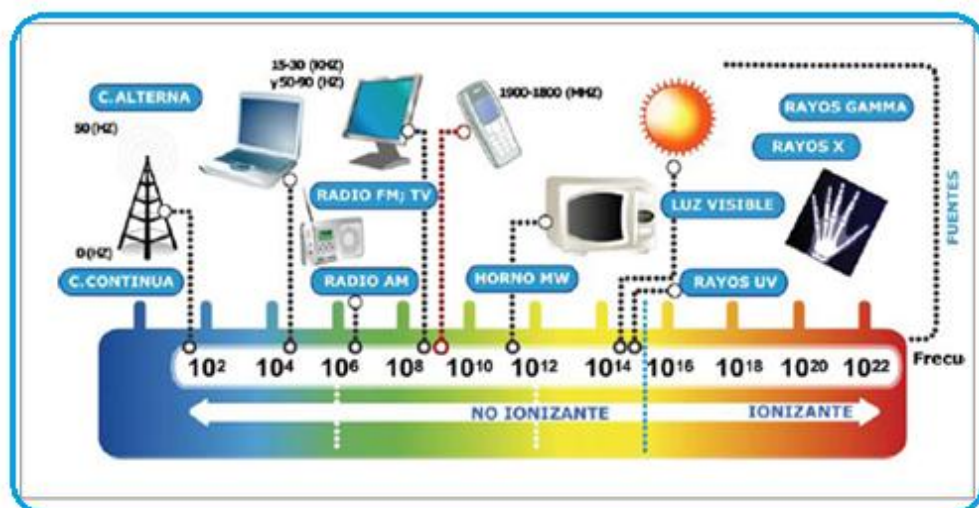 15-30 (KHZ)
y 50-90 (HZ)
C.ALTERNA
50 (HZ)
1900-1800 (MHZ)
RAYOS GAMMA
RAYOS X
RADIO FM; TV
LUZ VISIBLE
FUENTES
0 (HZ)
C.CONTINUA
RADIO AM
HORNO MW
RAYOS UV
10² 10⁴ 10⁶ 10⁸ 10¹⁰ 10¹² 10¹⁴ 10¹⁶ 10¹⁸ 10²⁰ 10²² Frecu
NO IONIZANTE IONIZANTE